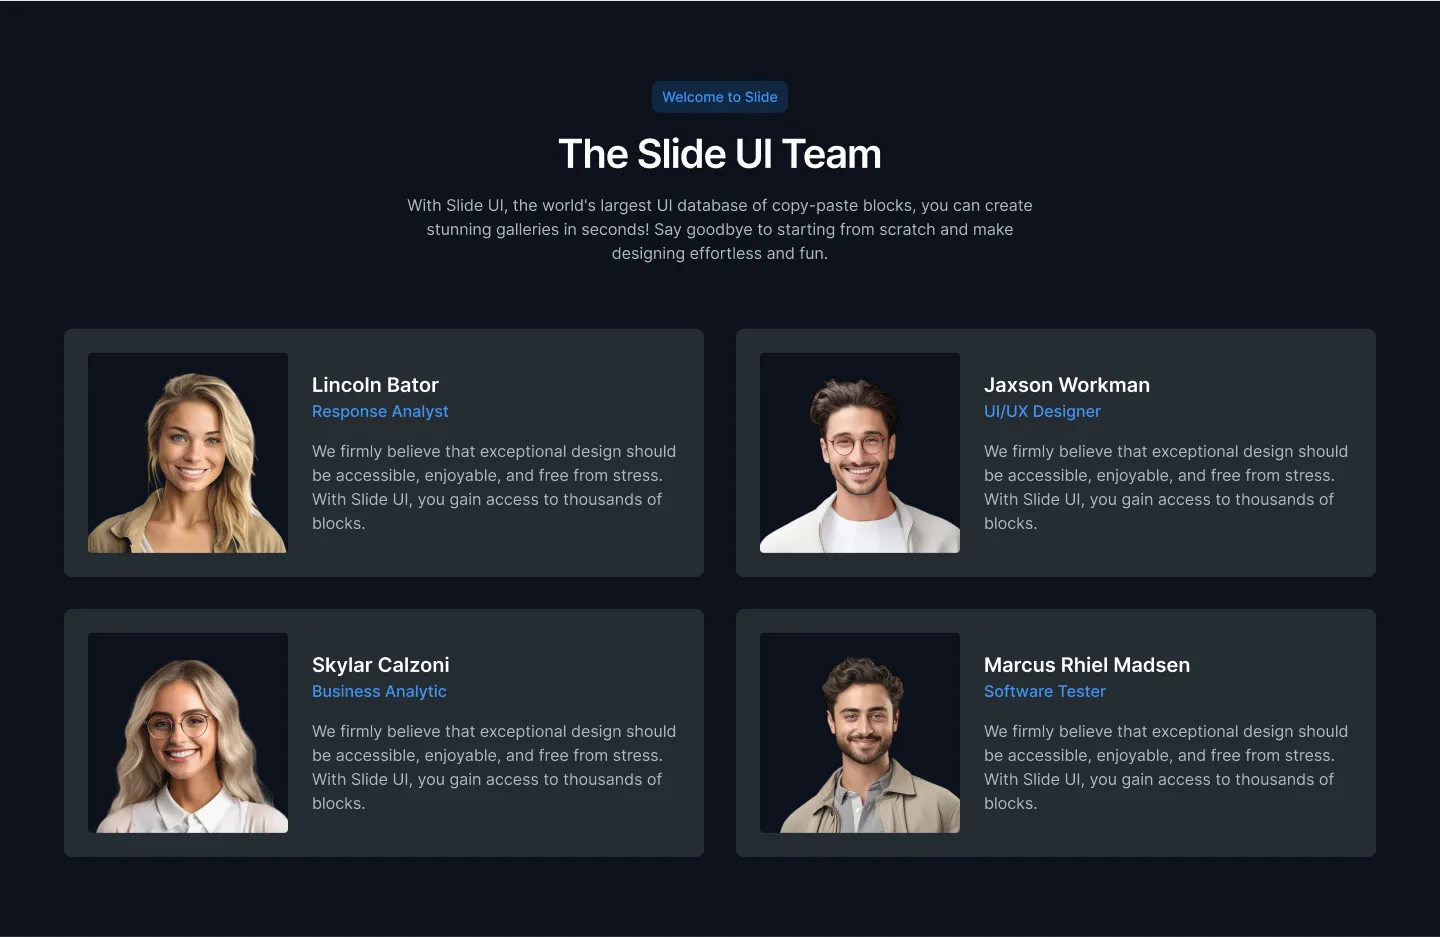 Welcome to Slide
The Slide UI Team
With Slide UI, the world's largest UI database of copy-paste blocks, you can create
stunning galleries in seconds! Say goodbye to starting from scratch and make
designing effortless and fun.
Lincoln Bator
Response Analyst
We firmly believe that exceptional design should
be accessible, enjoyable, and free from stress.
With Slide UI, you gain access to thousands of
blocks.
Jaxson Workman
UI/UX Designer
We firmly believe that exceptional design should
be accessible, enjoyable, and free from stress.
With Slide UI, you gain access to thousands of
blocks.
Skylar Calzoni
Business Analytic
We firmly believe that exceptional design should
be accessible, enjoyable, and free from stress.
With Slide UI, you gain access to thousands of
blocks.
Marcus Rhiel Madsen
Software Tester
We firmly believe that exceptional design should
be accessible, enjoyable, and free from stress.
With Slide UI, you gain access to thousands of
blocks.